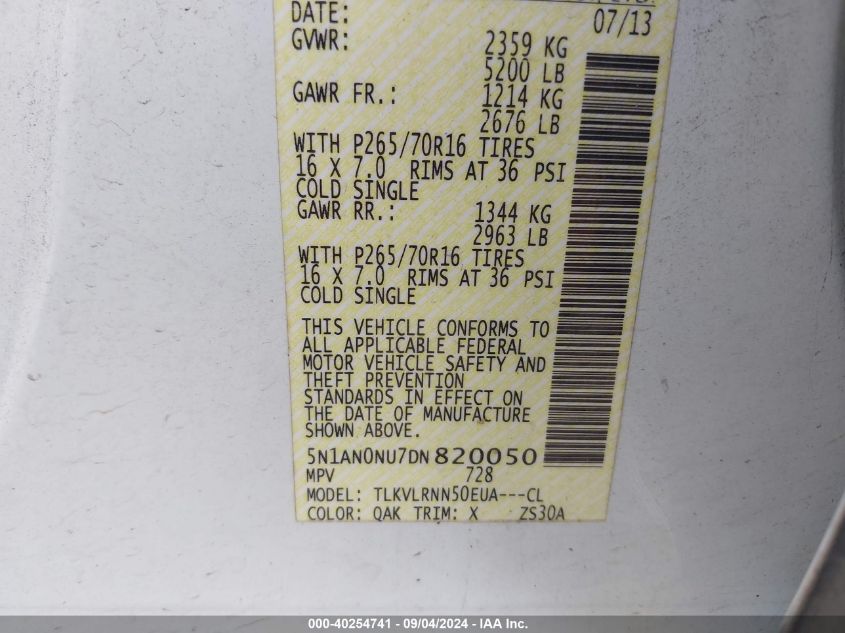 DATE: 07/13
GVWR: 2359 KG
5200 LB
GAWR FR.: 1214 KG
2676 LB
WITH P265/70R16 TIRES
16 X 7.0 RIMS AT 36 PSI
COLD SINGLE
GAWR RR.: 1344 KG
2963 LB
WITH P265/70R16 TIRES
16 X 7.0 RIMS AT 36 PSI
COLD SINGLE
THIS VEHICLE CONFORMS TO
ALL APPLICABLE FEDERAL
MOTOR VEHICLE SAFETY AND
THEFT PREVENTION
STANDARDS IN EFFECT ON
THE DATE OF MANUFACTURE
SHOWN ABOVE.
5N1AN0NU7DN820050
MPV 728
MODEL: TLKVLRNN50EUA---CL
COLOR: QAK TRIM: X ZS30A
000-40254741 - 09/04/2024 - IAA Inc.